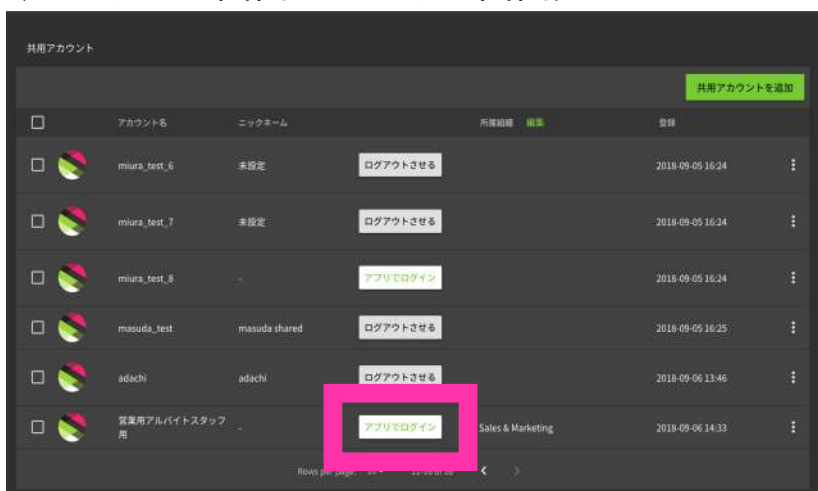 共用アカウント
共用アカウントを追加
アカウント名 ニックネーム 所属組織 編集 登録
miura_test_6 未設定 ログアウトさせる 2018-09-05 16:24
miura_test_7 未設定 ログアウトさせる 2018-09-05 16:24
miura_test_8 - アプリでログイン 2018-09-05 16:24
masuda_test masuda shared ログアウトさせる 2018-09-05 16:25
adachi adachi ログアウトさせる 2018-09-06 13:46
営業用アルバイトスタッフ用 - アプリでログイン Sales & Marketing 2018-09-06 14:33
Rows per page: